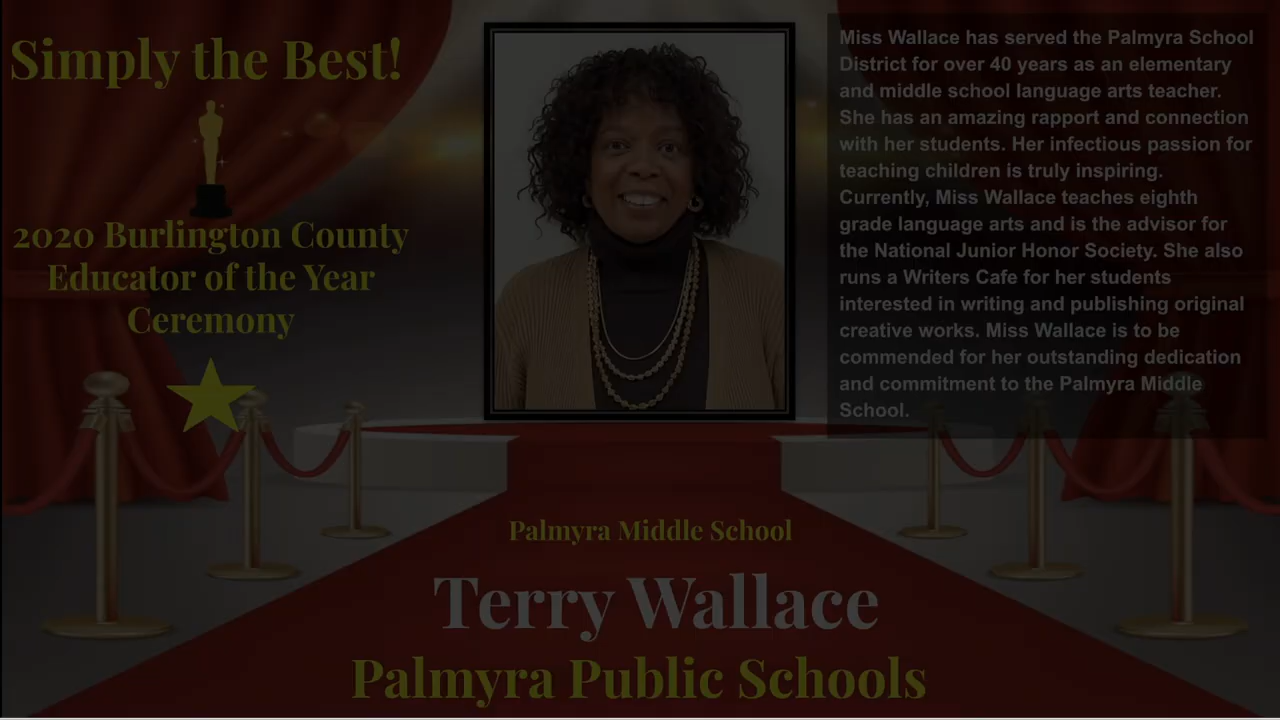 Simply the Best!
2020 Burlington County
Educator of the Year
Ceremony
Miss Wallace has served the Palmyra School
District for over 40 years as an elementary
and middle school language arts teacher.
She has an amazing rapport and connection
with her students. Her infectious passion for
teaching children is truly inspiring.
Currently, Miss Wallace teaches eighth
grade language arts and is the advisor for
the National Junior Honor Society. She also
runs a Writers Cafe for her students
interested in writing and publishing original
creative works. Miss Wallace is to be
commended for her outstanding dedication
and commitment to the Palmyra Middle
School.
Palmyra Middle School
Terry Wallace
Palmyra Public Schools